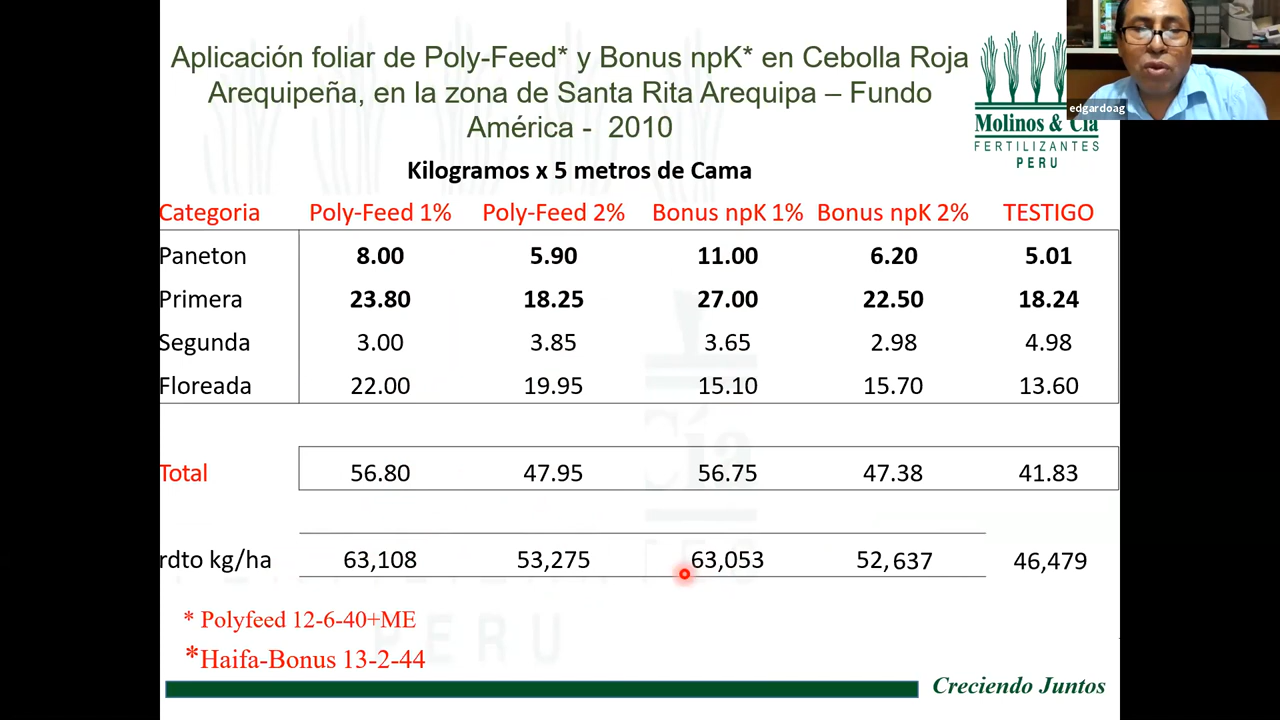 Aplicación foliar de Poly-Feed* y Bonus npK* en Cebolla Roja
Arequipeña, en la zona de Santa Rita Arequipa – Fundo
América - 2010
edgardoag
Molinos & Cía
FERTILIZANTES
PERU
Kilogramos x 5 metros de Cama
Categoria Poly-Feed 1% Poly-Feed 2% Bonus npK 1% Bonus npK 2% TESTIGO
Paneton 8.00 5.90 11.00 6.20 5.01
Primera 23.80 18.25 27.00 22.50 18.24
Segunda 3.00 3.85 3.65 2.98 4.98
Floreada 22.00 19.95 15.10 15.70 13.60
Total 56.80 47.95 56.75 47.38 41.83
rdto kg/ha 63,108 53,275 63,053 52,637 46,479
* Polyfeed 12-6-40+ME
*Haifa-Bonus 13-2-44
PERU
Creciendo Juntos